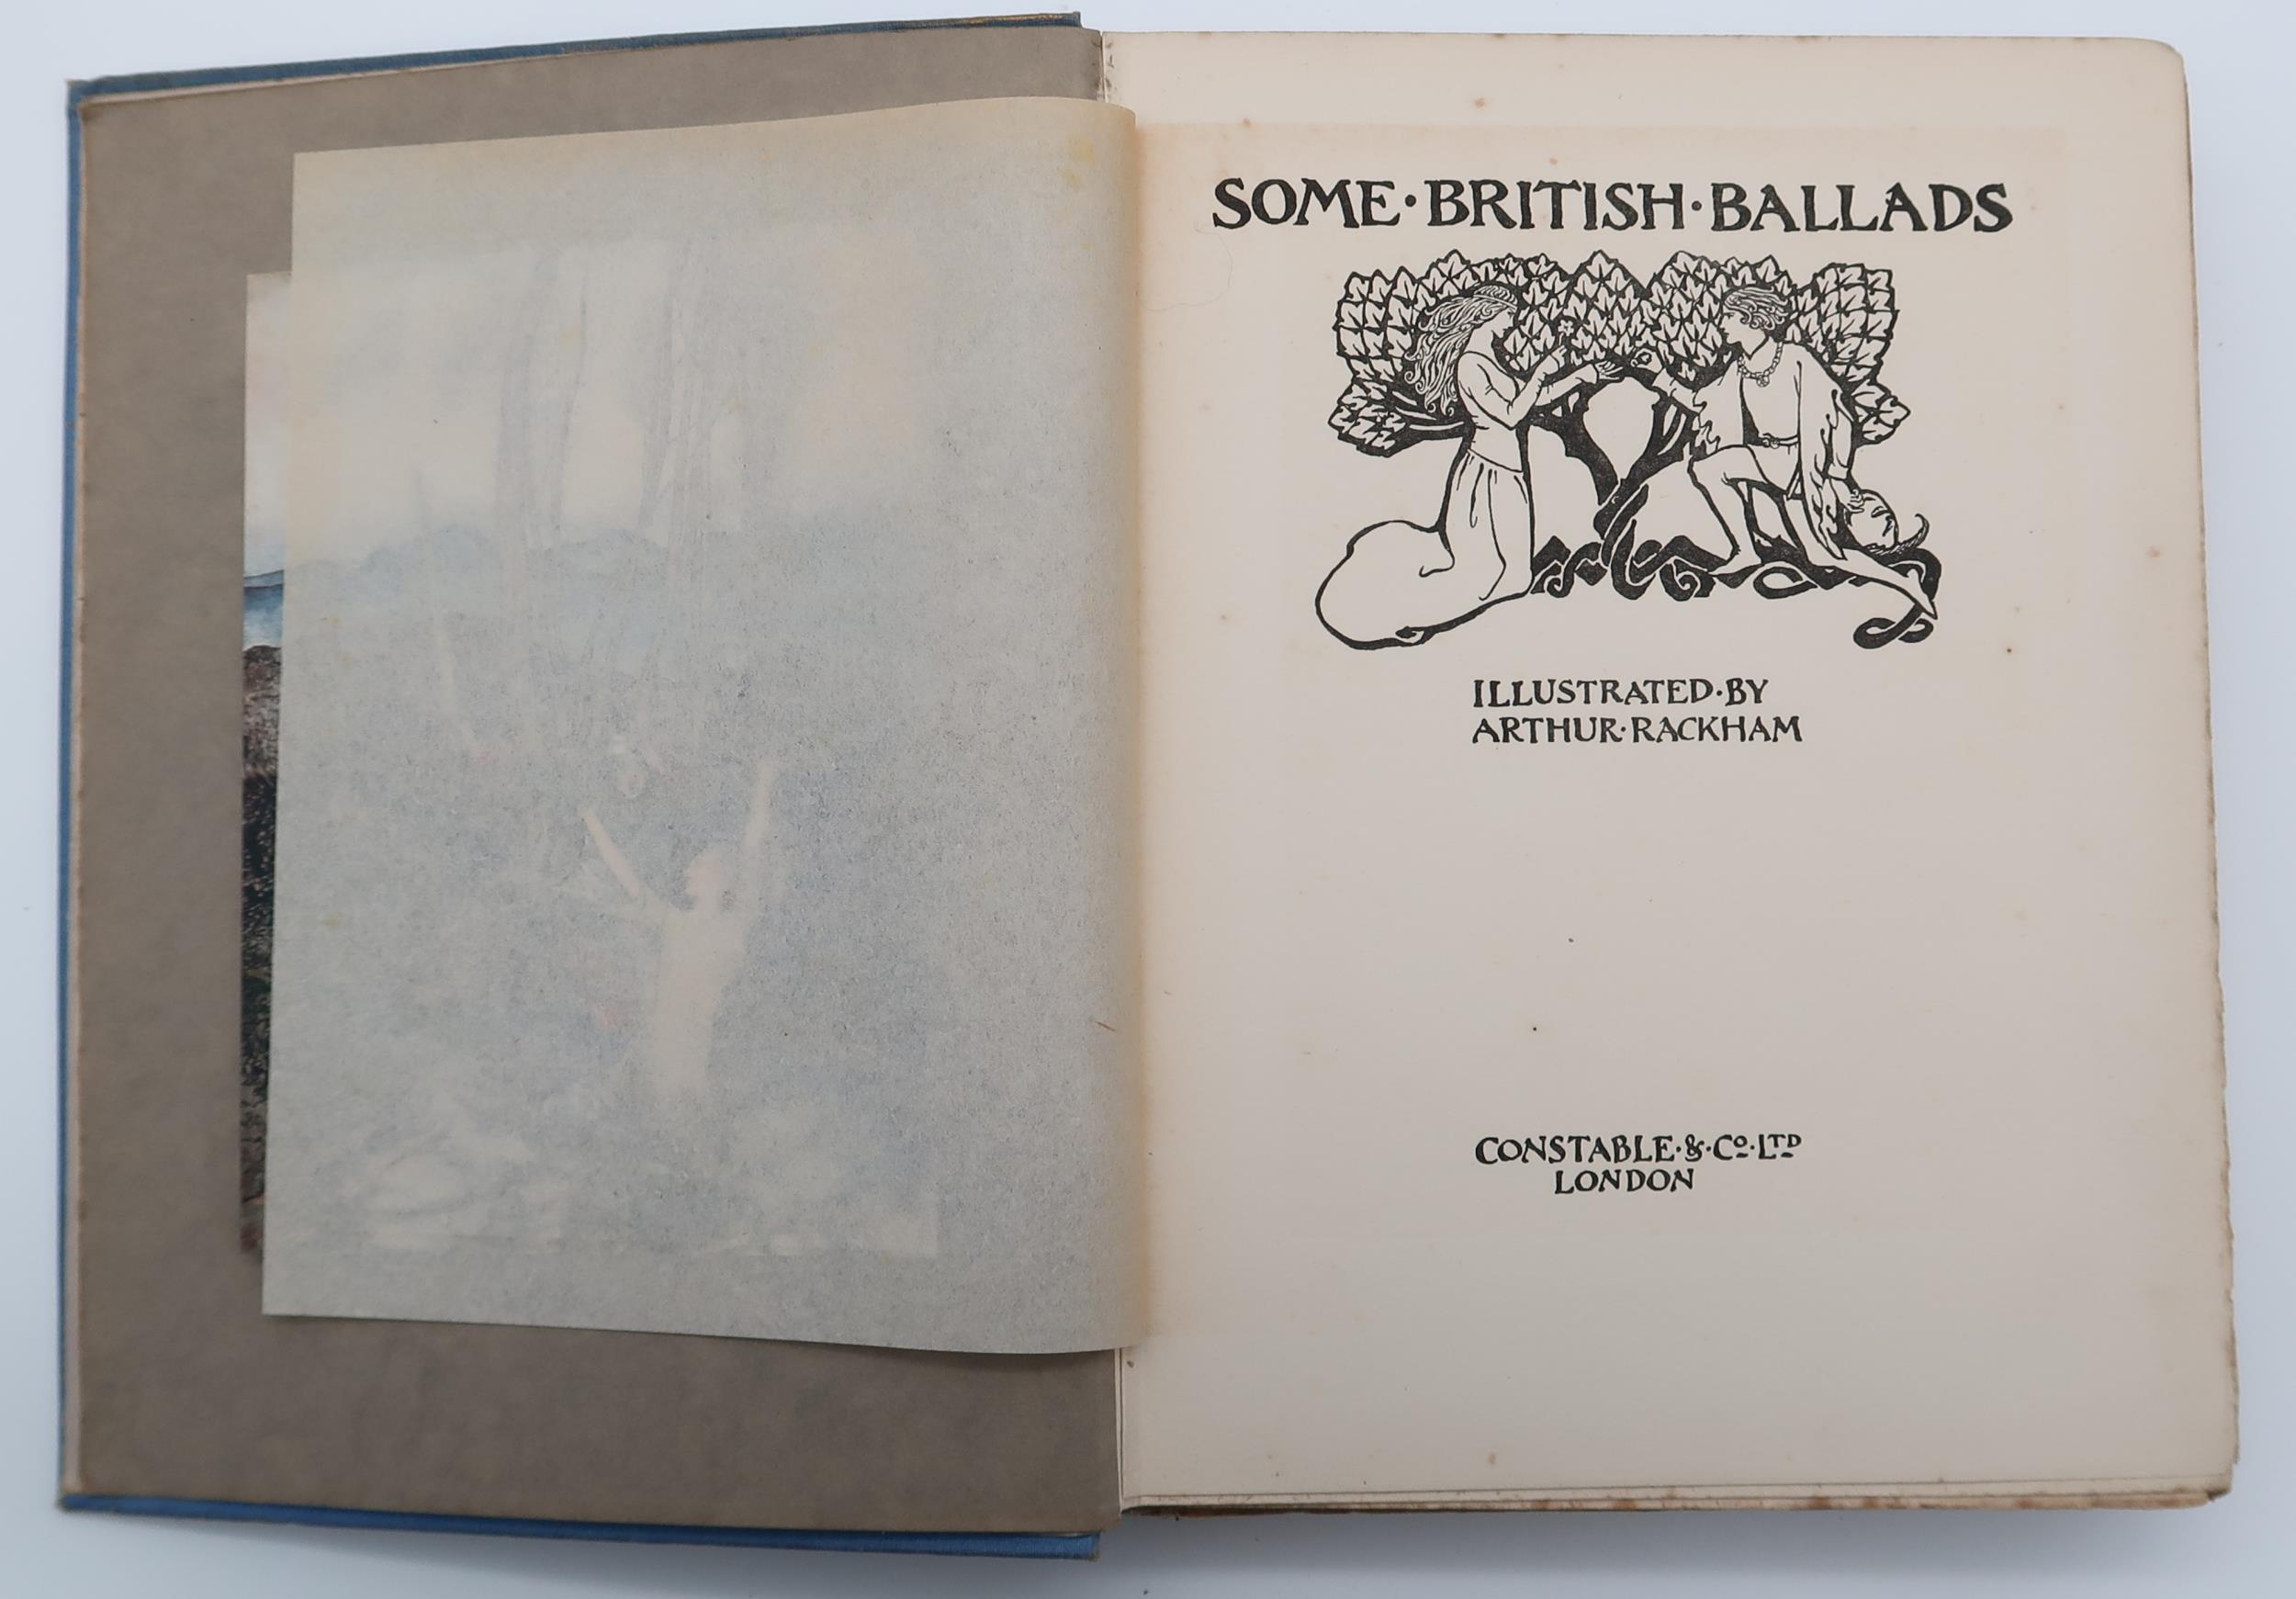 SOME·BRITISH·BALLADS
ILLUSTRATED·BY
ARTHUR·RACKHAM
CONSTABLE·&·Cº·LTD
LONDON